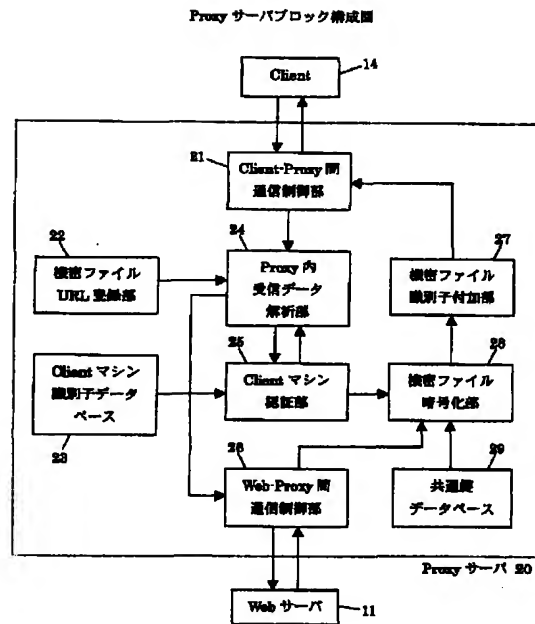 Proxy サーバブロック構成図
Client
14
21
Client-Proxy 間
通信制御部
22
機密ファイル
URL 登録部
24
Proxy 内
受信データ
解析部
27
機密ファイル
識別子付加部
Client マシン
識別子データ
ベース
23
25
Client マシン
認証部
28
機密ファイル
暗号化部
26
Web-Proxy 間
通信制御部
29
共通鍵
データベース
Proxy サーバ 20
Web サーバ
11